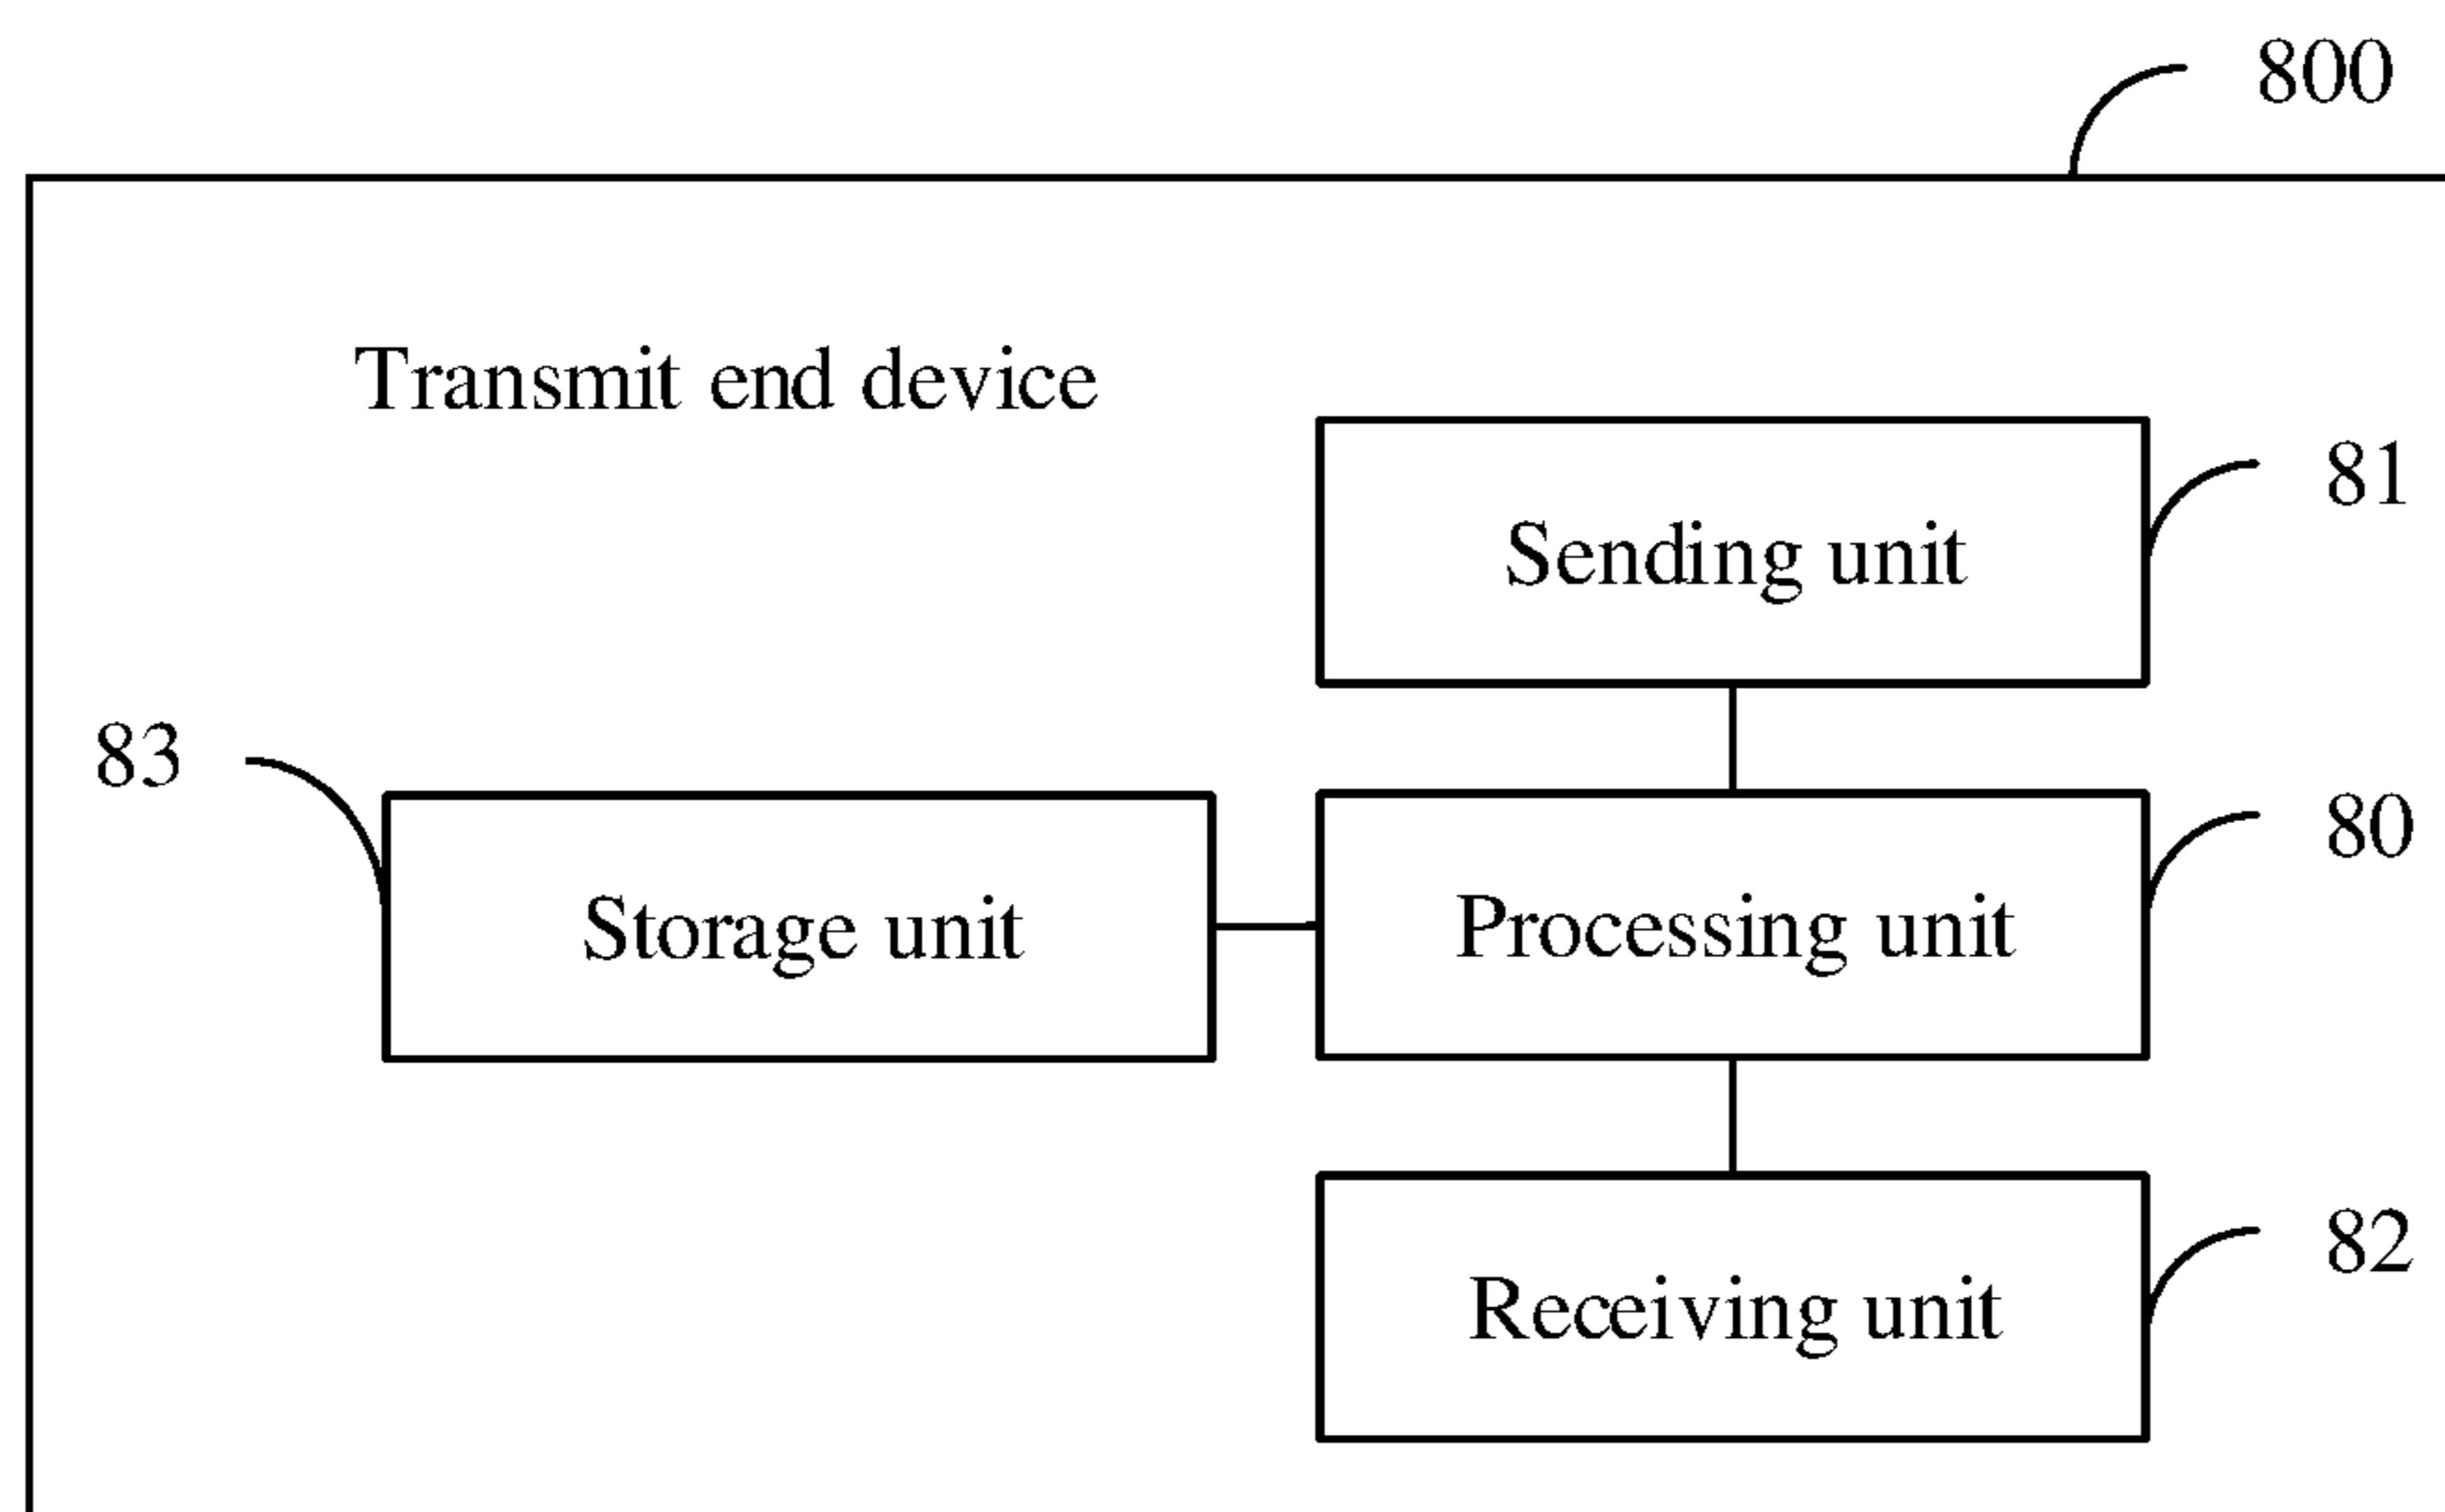 800
Transmit end device
81
Sending unit
83
80
Storage unit
Processing unit
82
Receiving unit